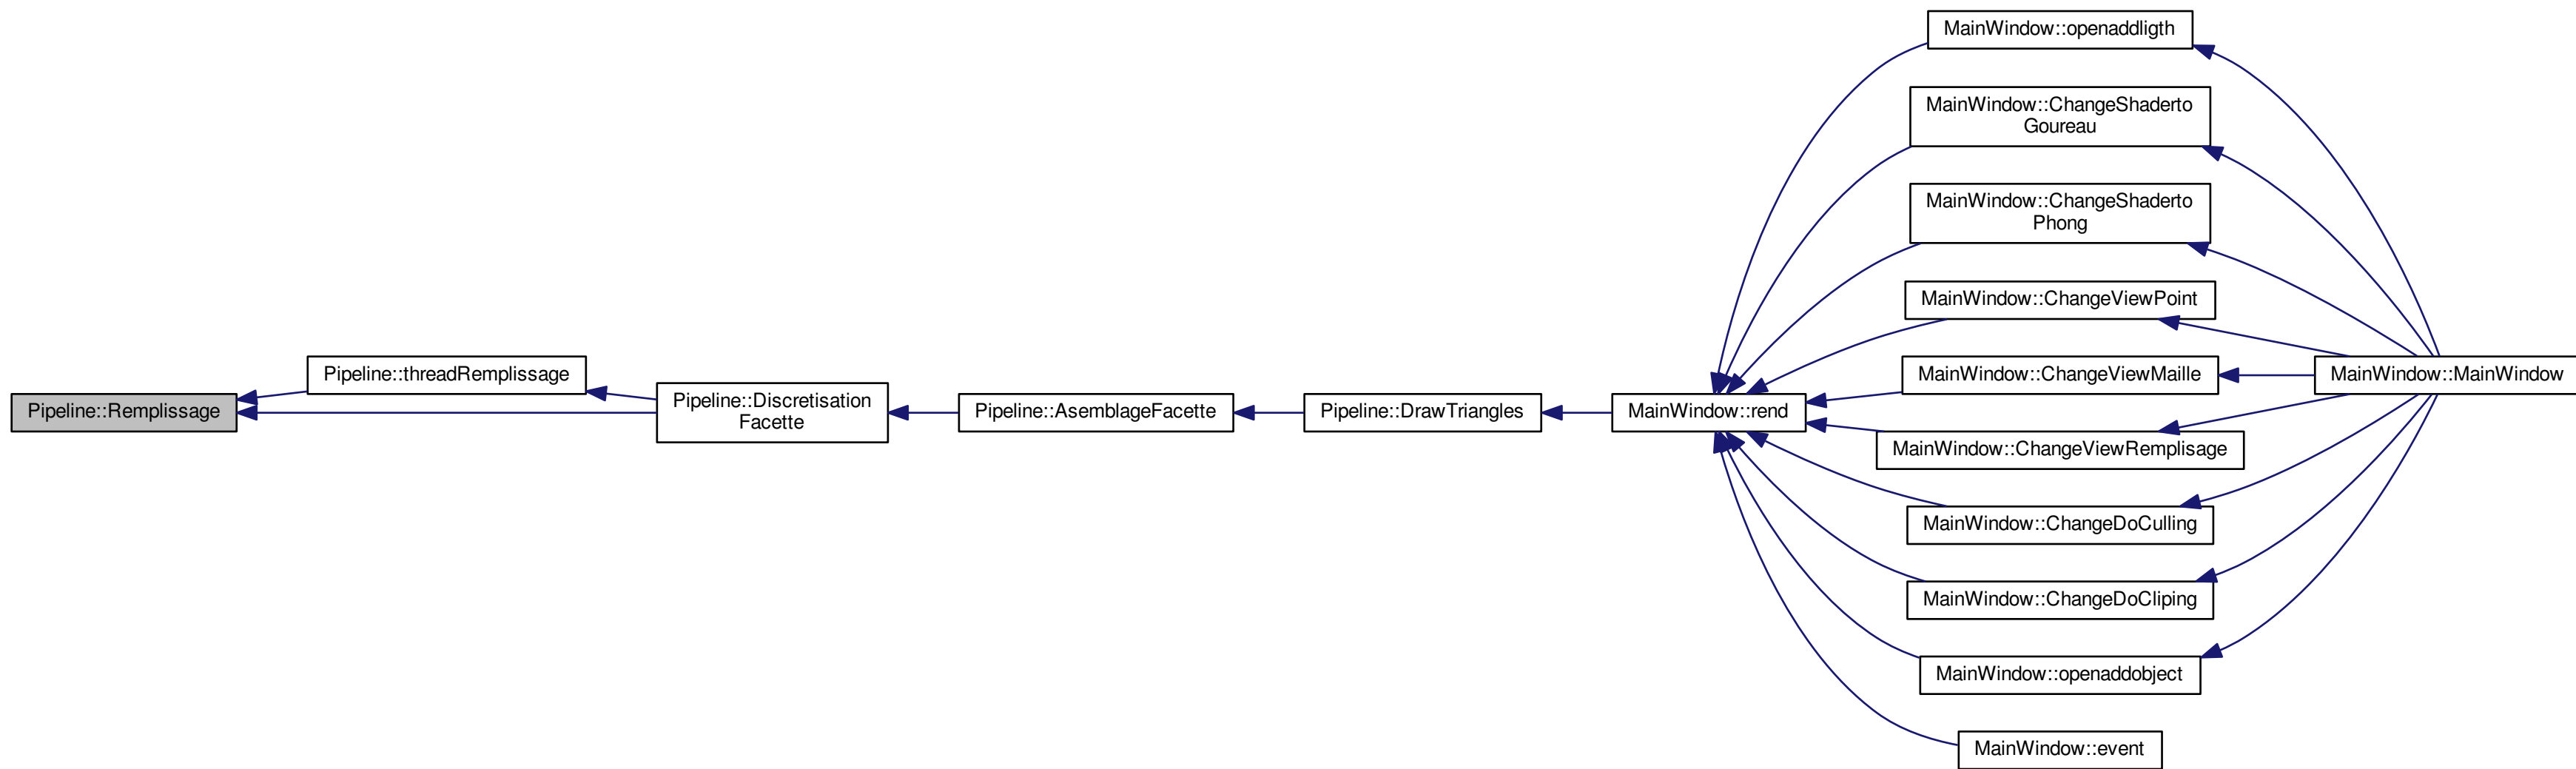 Pipeline::Remplissage
Pipeline::threadRemplissage
Pipeline::Discretisation
Facette
Pipeline::AsemblageFacette
Pipeline::DrawTriangles
MainWindow::rend
MainWindow::openaddligth
MainWindow::ChangeShaderto
Goureau
MainWindow::ChangeShaderto
Phong
MainWindow::ChangeViewPoint
MainWindow::ChangeViewMaille
MainWindow::ChangeViewRemplisage
MainWindow::ChangeDoCulling
MainWindow::ChangeDoCliping
MainWindow::openaddobject
MainWindow::event
MainWindow::MainWindow